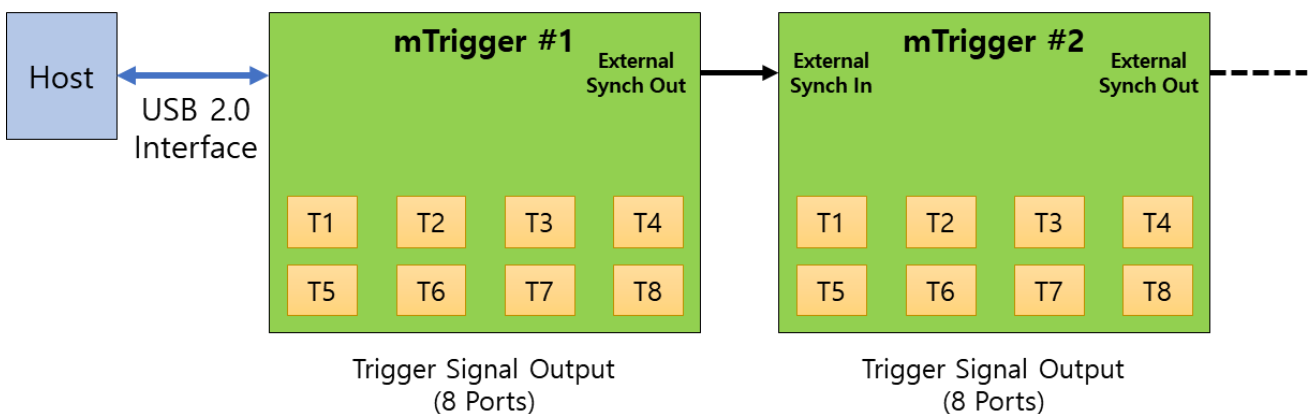 Host
USB 2.0
Interface
mTrigger #1
External
Synch Out
T1 T2 T3 T4
T5 T6 T7 T8
Trigger Signal Output
(8 Ports)
mTrigger #2
External
Synch In
External
Synch Out
T1 T2 T3 T4
T5 T6 T7 T8
Trigger Signal Output
(8 Ports)